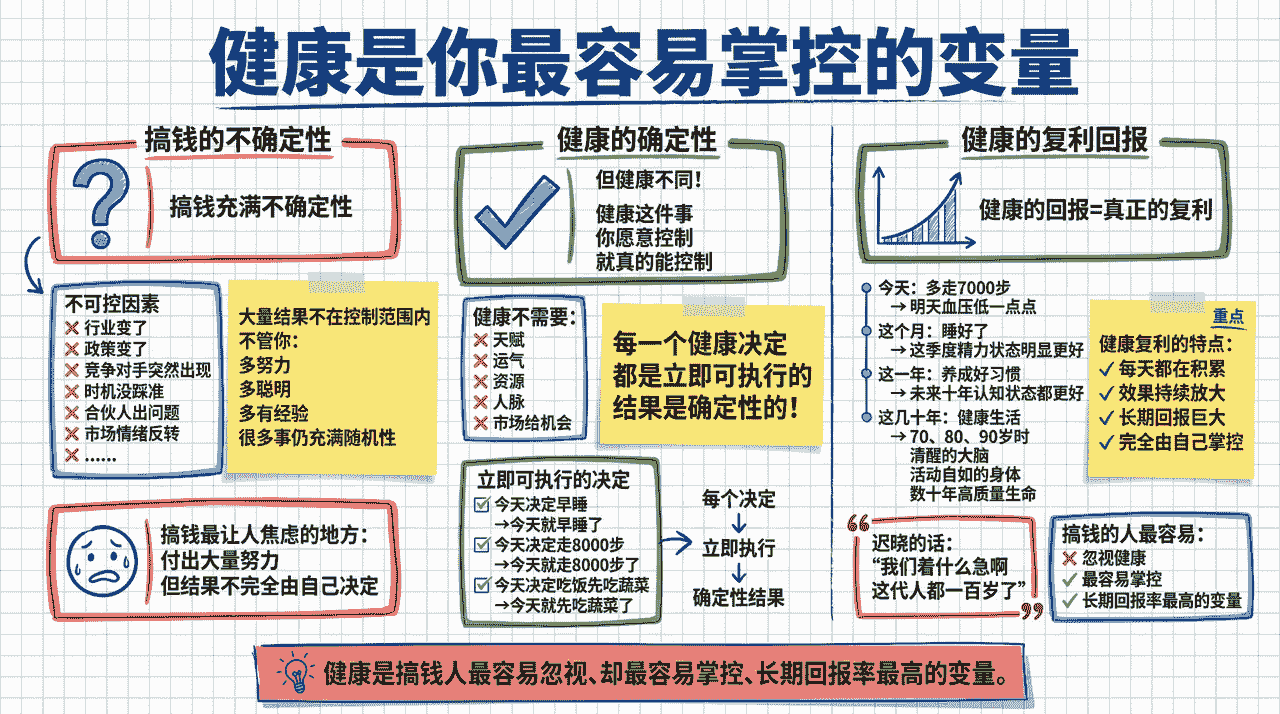 健康是你最容易掌控的变量
搞钱的不确定性
搞钱充满不确定性
不可控因素
行业变了
政策变了
竞争对手突然出现
时机没踩准
合伙人出问题
市场情绪反转
……
大量结果不在控制范围内
不管你：
多努力
多聪明
多有经验
很多事仍充满随机性
搞钱最让人焦虑的地方：
付出大量努力
但结果不完全由自己决定
健康的确定性
但健康不同！
健康这件事
你愿意控制
就真的能控制
健康不需要：
天赋
运气
资源
人脉
市场给机会
每一个健康决定
都是立即可执行的
结果是确定性的！
立即可执行的决定
今天决定早睡
→今天就早睡了
今天决定走8000步
→今天就走8000步了
今天决定吃饭先吃蔬菜
→今天就先吃蔬菜了
每个决定
立即执行
确定性结果
健康的复利回报
健康的回报=真正的复利
今天：多走7000步
→明天血压低一点点
这个月：睡好了
→这季度精力状态明显更好
这一年：养成好习惯
→未来十年认知状态都更好
这几十年：健康生活
→70、80、90岁时
清醒的大脑
活动自如的身体
数十年高质量生命
重点
健康复利的特点：
每天都在积累
效果持续放大
长期回报巨大
完全由自己掌控
迟晓的话：
“我们着什么急啊
这代人都一百岁了”
搞钱的人最容易：
忽视健康
最容易掌控
长期回报率最高的变量
健康是搞钱人最容易忽视、却最容易掌控、长期回报率最高的变量。